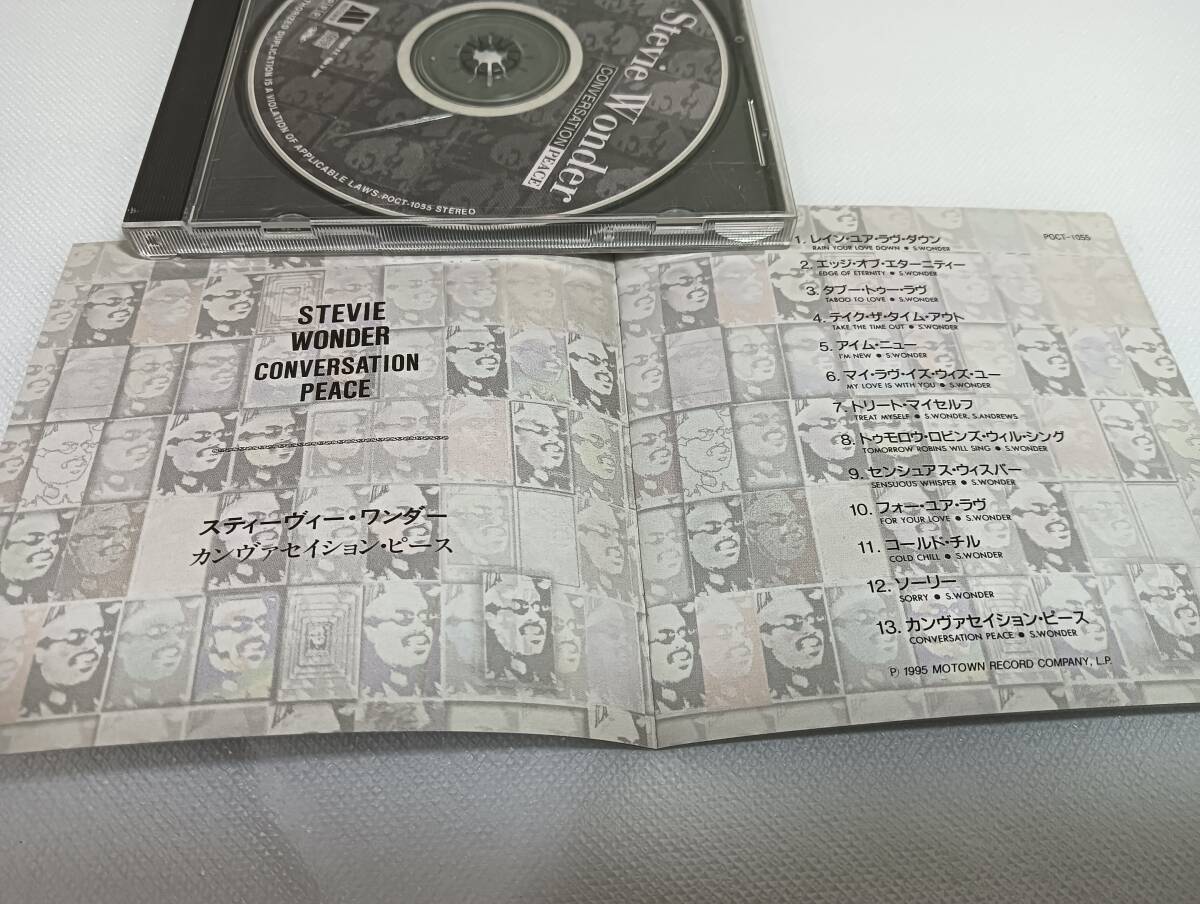 Stevie Wonder
CONVERSATION PEACE
DUPLICATION IS A VIOLATION OF APPLICABLE LAWS. POCT-1055 STEREO
STEVIE
WONDER
CONVERSATION
PEACE
スティーヴィー・ワンダー
カンヴァセイション・ピース
POCT-1055
1. レイン・ユア・ラヴ・ダウン
RAIN YOUR LOVE DOWN ● S.WONDER
2. エッジ・オブ・エターニティー
EDGE OF ETERNITY ● S.WONDER
3. タブー・トゥー・ラヴ
TABOO TO LOVE ● S.WONDER
4. テイク・ザ・タイム・アウト
TAKE THE TIME OUT ● S.WONDER
5. アイム・ニュー
I'M NEW ● S.WONDER
6. マイ・ラヴ・イズ・ウィズ・ユー
MY LOVE IS WITH YOU ● S.WONDER
7. トリート・マイセルフ
TREAT MYSELF ● S.WONDER, S.ANDREWS
8. トゥモロウ・ロビンズ・ウィル・シング
TOMORROW ROBINS WILL SING ● S.WONDER
9. センシュアス・ウィスパー
SENSUOUS WHISPER ● S.WONDER
10. フォー・ユア・ラヴ
FOR YOUR LOVE ● S.WONDER
11. コールド・チル
COLD CHILL ● S.WONDER
12. ソーリー
SORRY ● S.WONDER
13. カンヴァセイション・ピース
CONVERSATION PEACE ● S.WONDER
Ⓟ 1995 MOTOWN RECORD COMPANY, L.P.